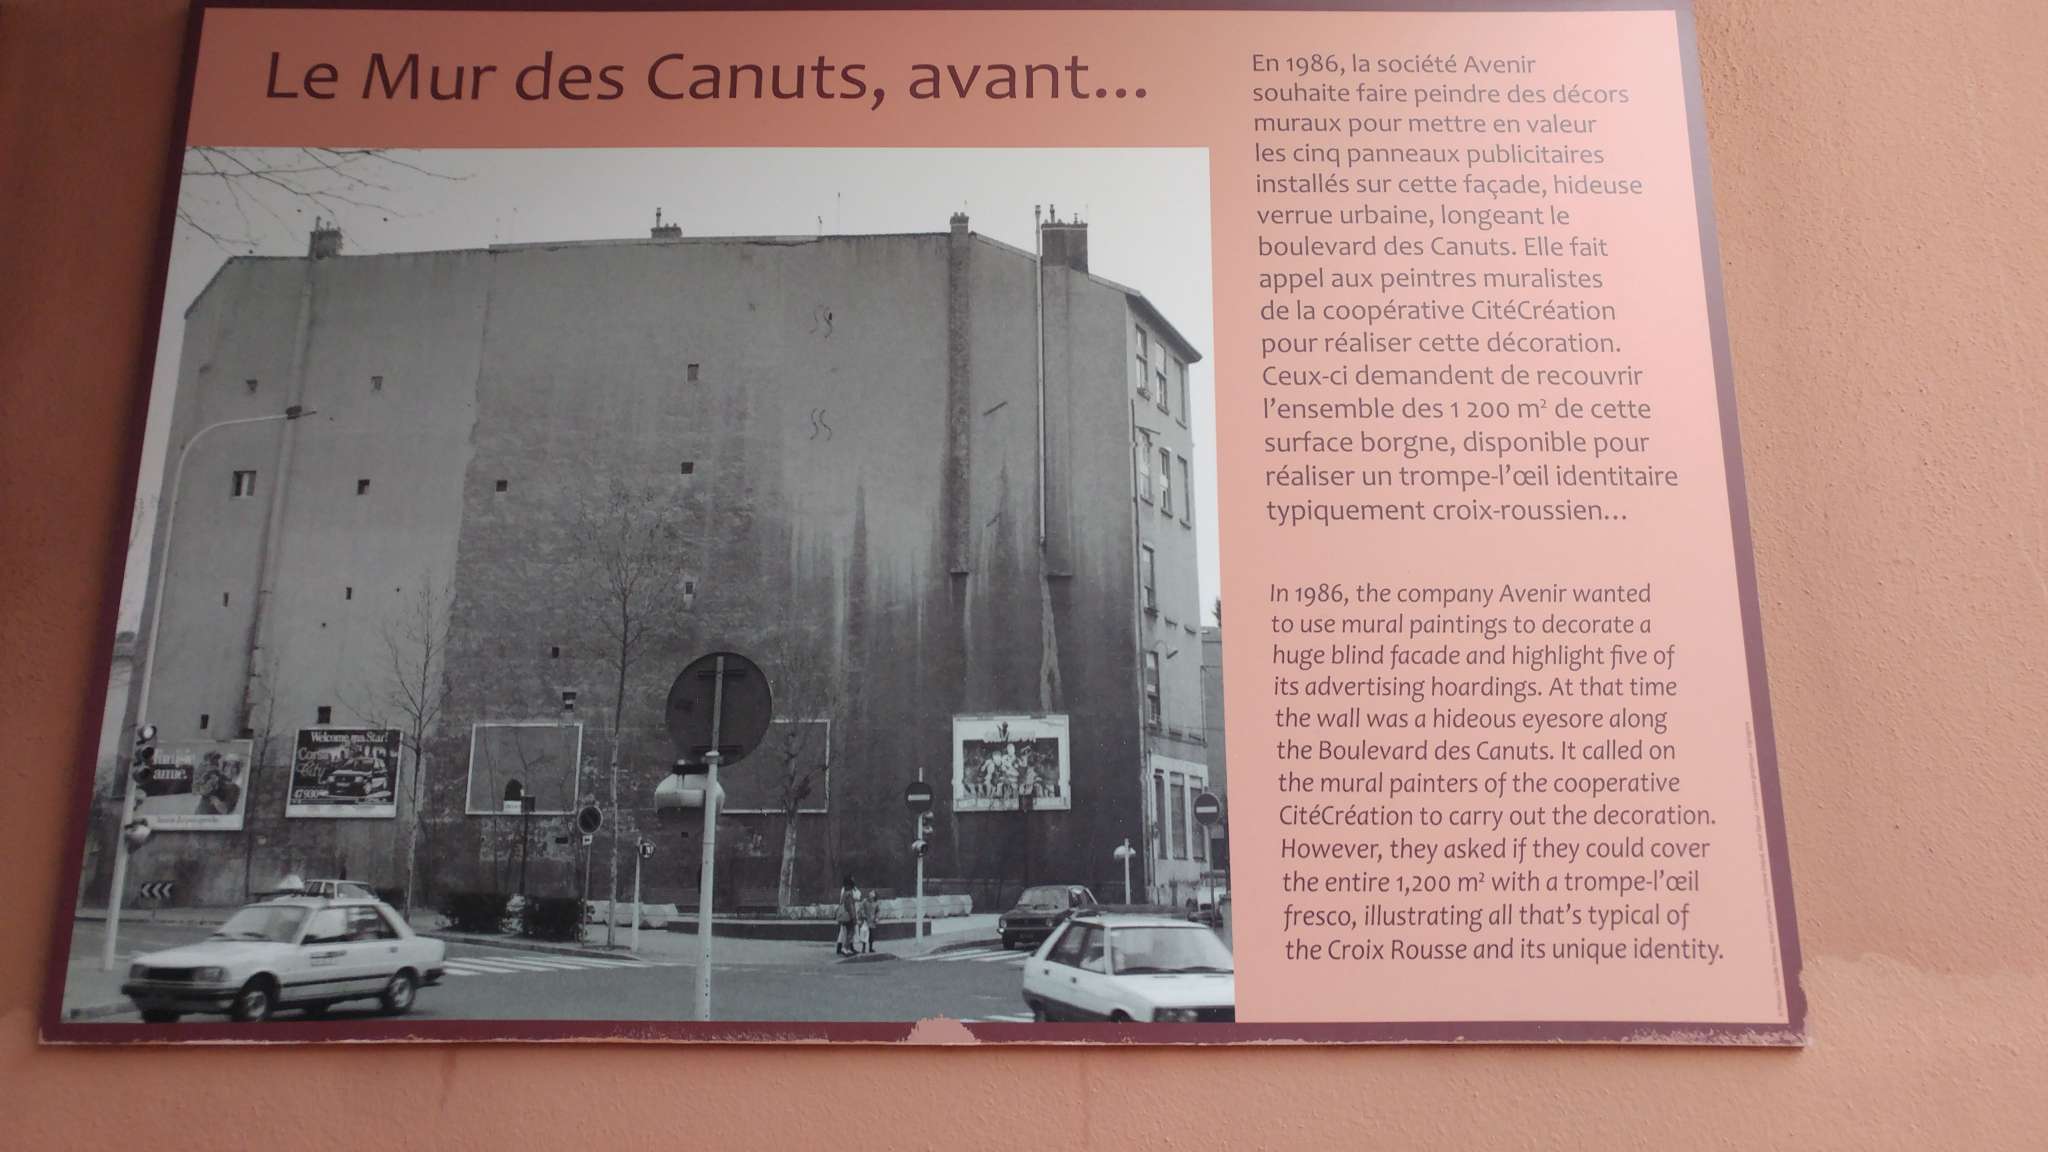 Le Mur des Canuts, avant...
En 1986, la société Avenir
souhaite faire peindre des décors
muraux pour mettre en valeur
les cinq panneaux publicitaires
installés sur cette façade, hideuse
verrue urbaine, longeant le
boulevard des Canuts. Elle fait
appel aux peintres muralistes
de la coopérative CitéCréation
pour réaliser cette décoration.
Ceux-ci demandent de recouvrir
l'ensemble des 1 200 m² de cette
surface borgne, disponible pour
réaliser un trompe-l'œil identitaire
typiquement croix-roussien...
In 1986, the company Avenir wanted
to use mural paintings to decorate a
huge blind facade and highlight five of
its advertising hoardings. At that time
the wall was a hideous eyesore along
the Boulevard des Canuts. It called on
the mural painters of the cooperative
CitéCréation to carry out the decoration.
However, they asked if they could cover
the entire 1,200 m² with a trompe-l'œil
fresco, illustrating all that's typical of
the Croix Rousse and its unique identity.
Welcome ma Star!
Corsa
City
47 930